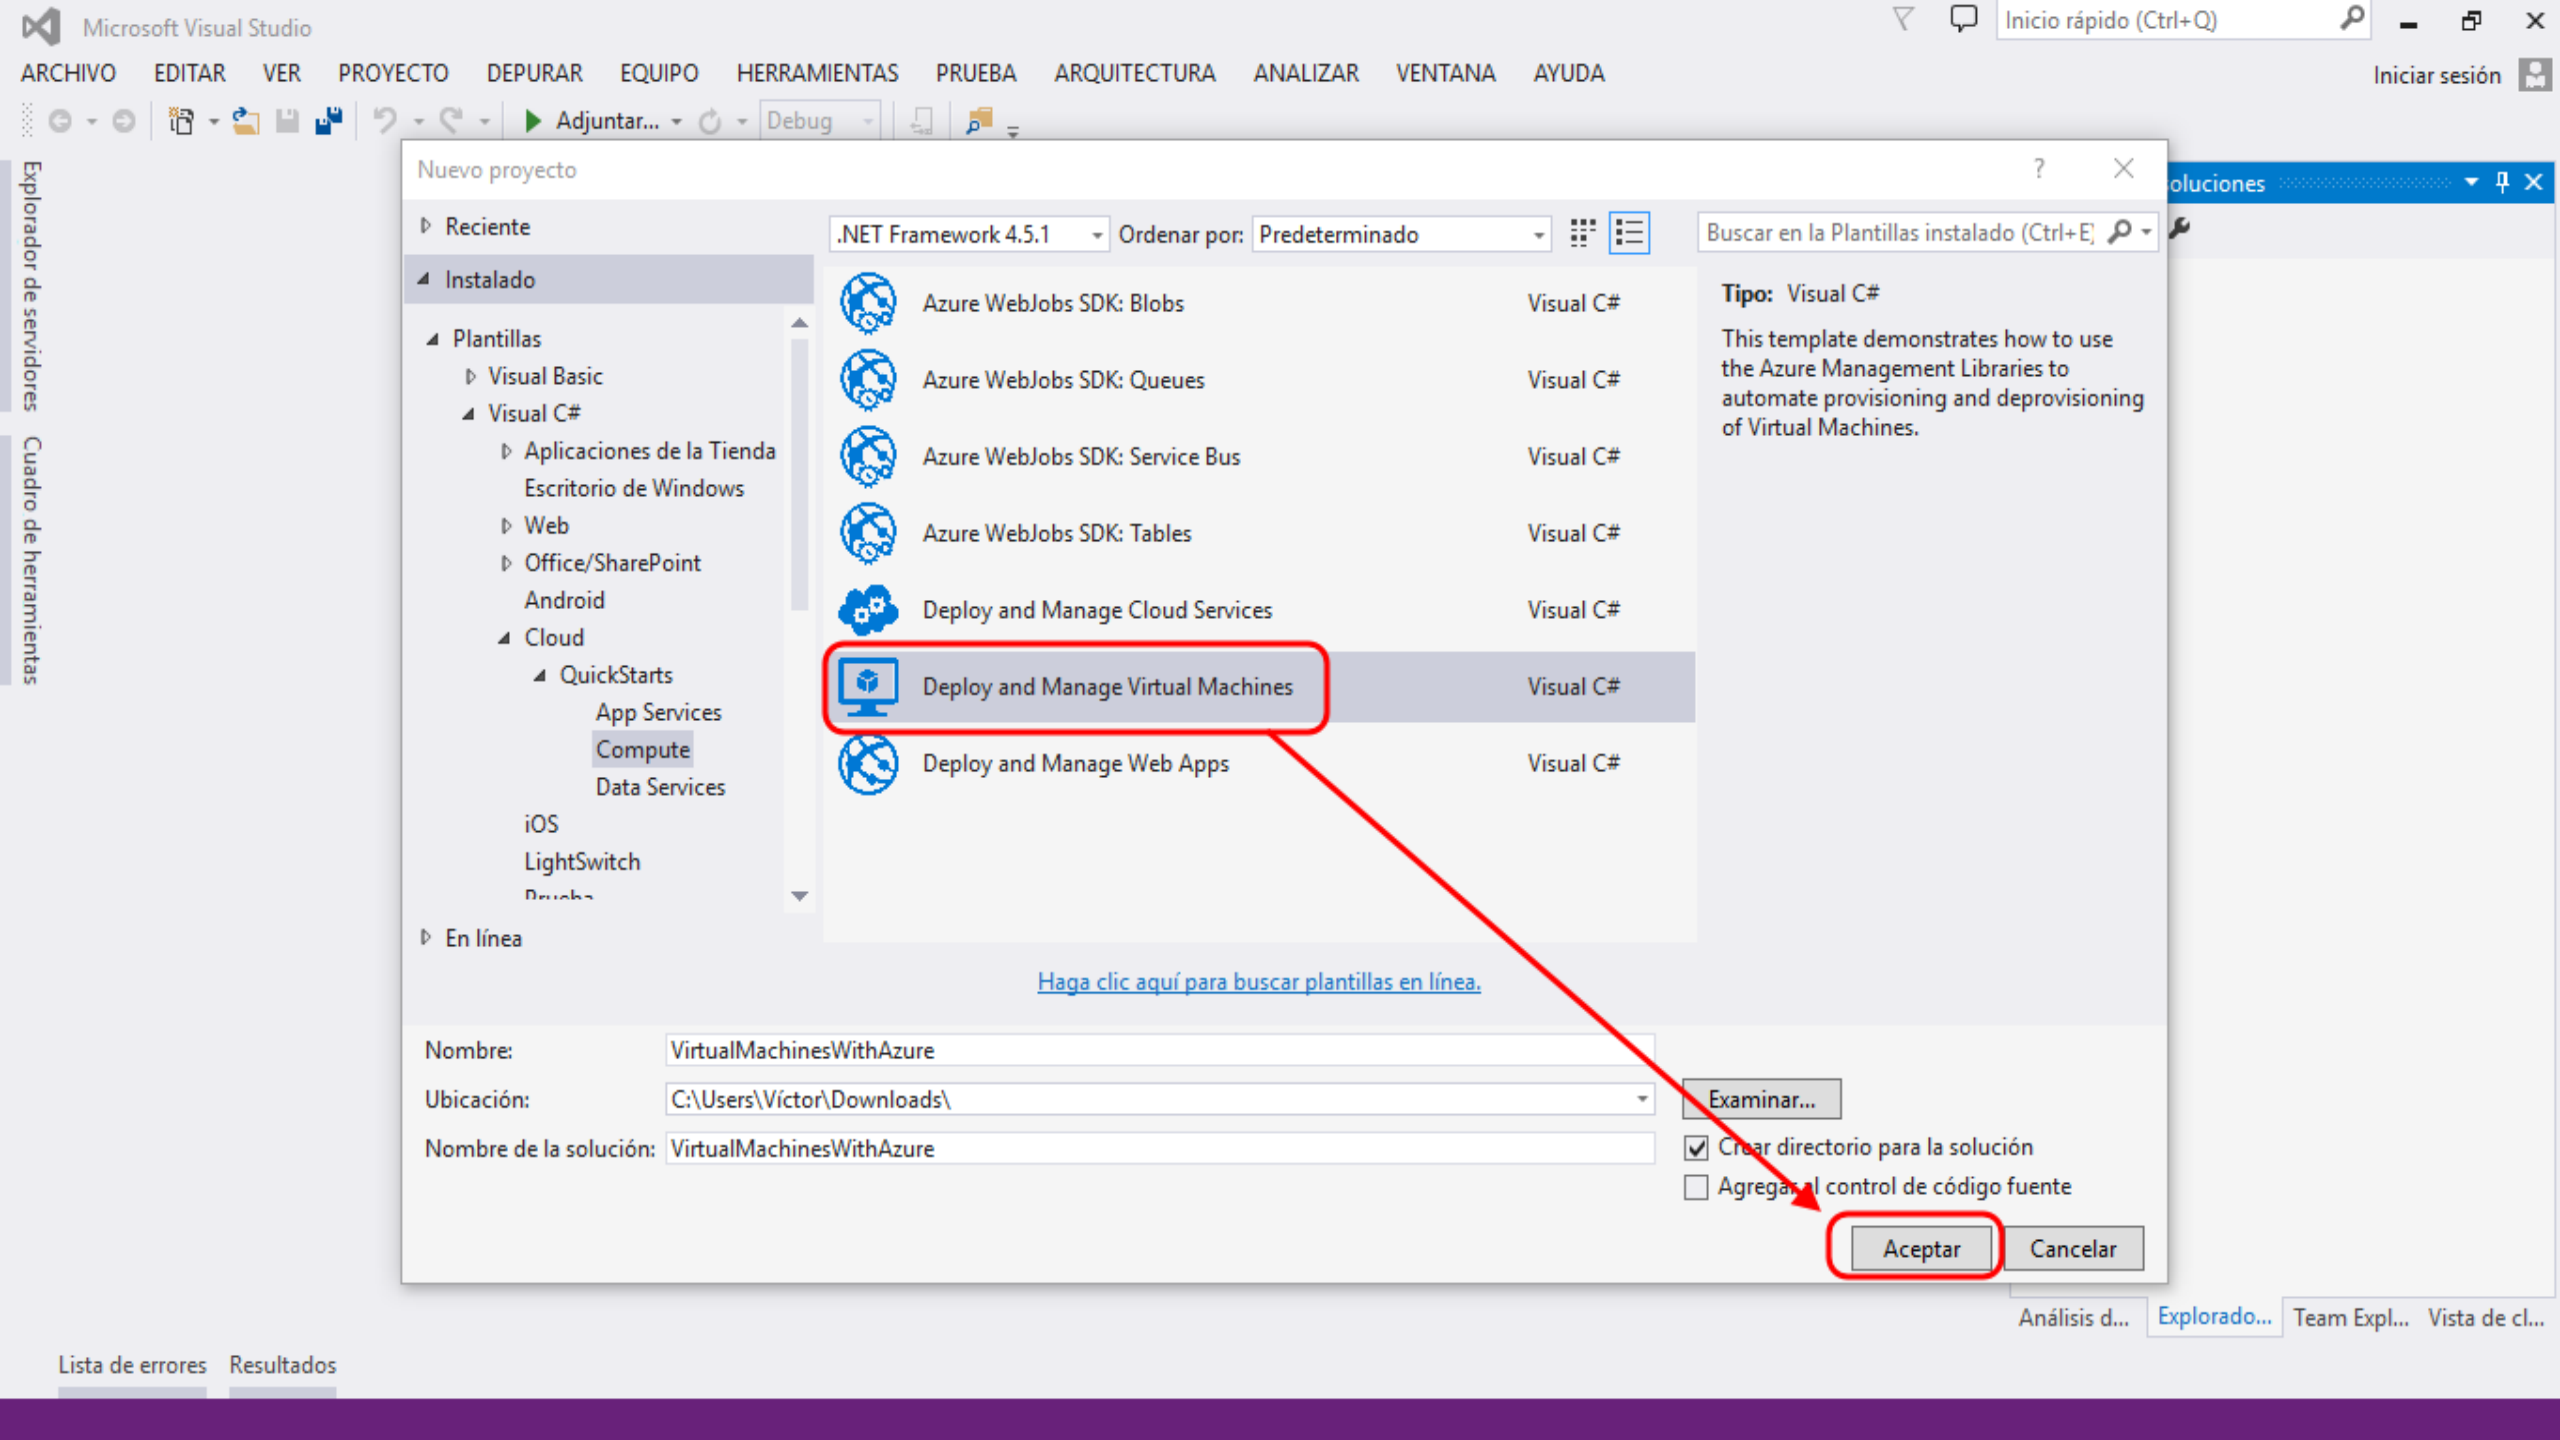 Microsoft Visual Studio
Inicio rápido (Ctrl+Q)
ARCHIVO EDITAR VER PROYECTO DEPURAR EQUIPO HERRAMIENTAS PRUEBA ARQUITECTURA ANALIZAR VENTANA AYUDA
Iniciar sesión
Adjuntar... Debug
Explorador de servidores
Cuadro de herramientas
Nuevo proyecto
oluciones
Reciente
Instalado
Plantillas
Visual Basic
Visual C#
Aplicaciones de la Tienda
Escritorio de Windows
Web
Office/SharePoint
Android
Cloud
QuickStarts
App Services
Compute
Data Services
iOS
LightSwitch
Prueba
En línea
.NET Framework 4.5.1 Ordenar por: Predeterminado
Buscar en la Plantillas instalado (Ctrl+E)
Azure WebJobs SDK: Blobs Visual C#
Azure WebJobs SDK: Queues Visual C#
Azure WebJobs SDK: Service Bus Visual C#
Azure WebJobs SDK: Tables Visual C#
Deploy and Manage Cloud Services Visual C#
Deploy and Manage Virtual Machines Visual C#
Deploy and Manage Web Apps Visual C#
Tipo: Visual C#
This template demonstrates how to use
the Azure Management Libraries to
automate provisioning and deprovisioning
of Virtual Machines.
Haga clic aquí para buscar plantillas en línea.
Nombre: VirtualMachinesWithAzure
Ubicación: C:\Users\Víctor\Downloads\
Examinar...
Nombre de la solución: VirtualMachinesWithAzure
Crear directorio para la solución
Agregar al control de código fuente
Aceptar Cancelar
Análisis d... Explorado... Team Expl... Vista de cl...
Lista de errores Resultados